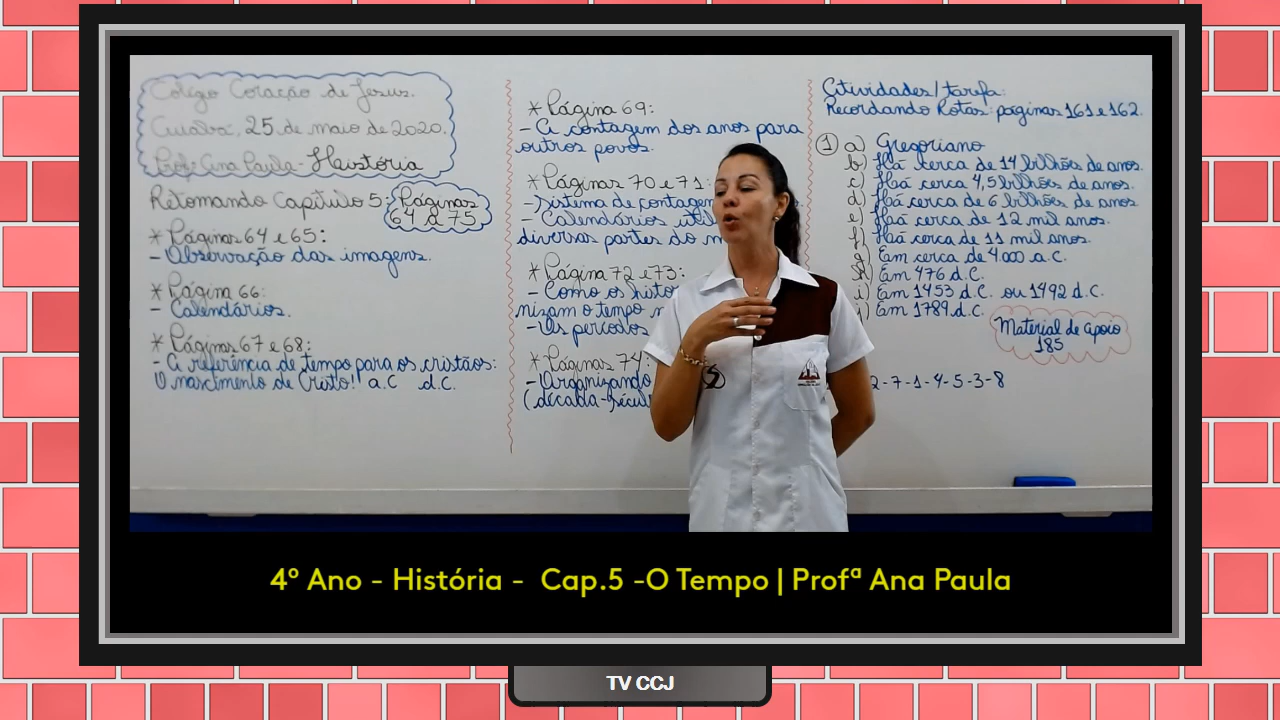 Colégio Coração de Jesus.
Cuiabá, 25 de maio de 2020.
Profª Ana Paula - História
Retomando Capítulo 5: Páginas
64 a 75
* Páginas 64 e 65:
- Observação das imagens.
* Página 66:
- Calendários.
* Páginas 67 e 68:
- A referência de tempo para os cristãos:
O nascimento de Cristo! a.C d.C.
* Página 69:
- A contagem dos anos para
outros povos.
* Páginas 70 e 71:
- Sistema de contagem
- Calendários
diversas partes do
* Página 72 e 73:
- Como os
o tempo
- Os períodos
* Páginas 74
- Organizando
(década-século
Atividades/tarefa:
Recordando Rotas: páginas 161 e 162.
1 a) Gregoriano
b) Há cerca de 14 bilhões de anos.
c) Há cerca 4,5 bilhões de anos.
d) Há cerca de 6 bilhões de anos.
e) Há cerca de 12 mil anos.
f) Há cerca de 11 mil anos.
g) Em cerca de 4000 a.C.
h) Em 476 d.C.
i) Em 1453 d.C. ou 1492 d.C.
j) Em 1789 d.C.
Material de apoio
185
2-7-1-4-5-3-8
4º Ano - História - Cap.5 -O Tempo | Profª Ana Paula
TV CCJ